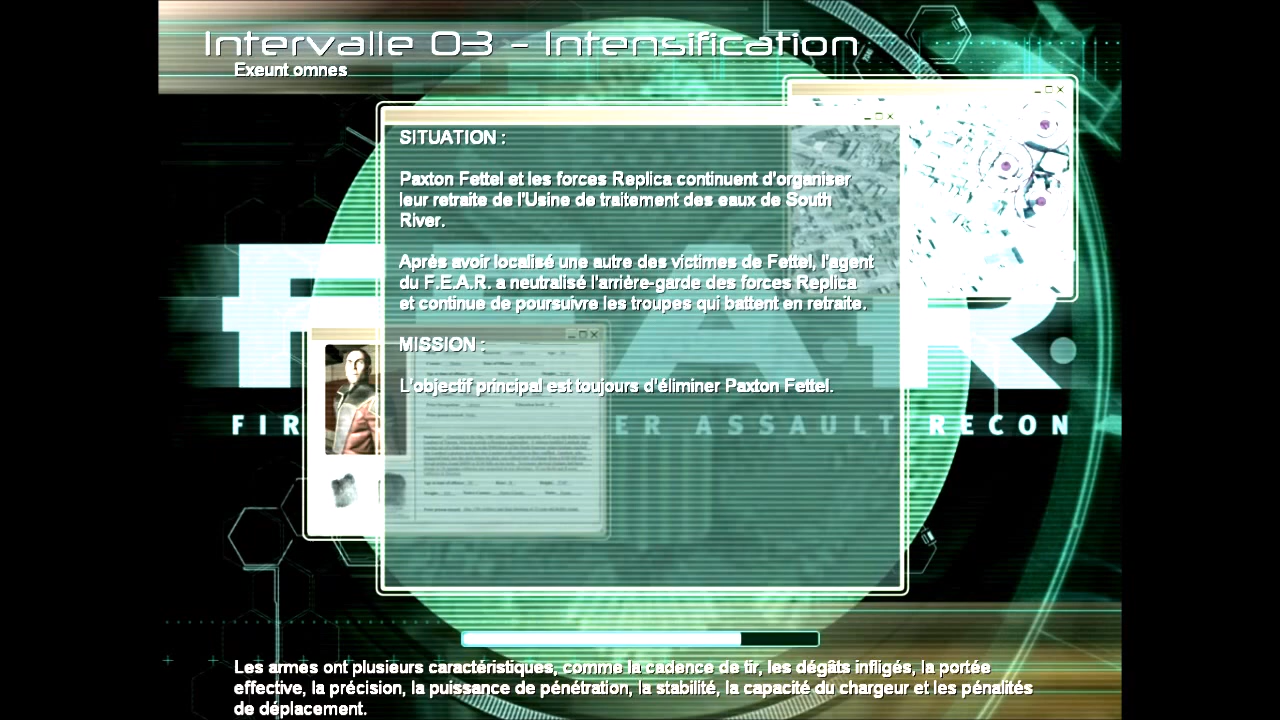 Intervalle 03 - Intensification
Exeunt omnes
SITUATION :
Paxton Fettel et les forces Replica continuent d'organiser
leur retraite de l'Usine de traitement des eaux de South
River.
Après avoir localisé une autre des victimes de Fettel, l'agent
du F.E.A.R. a neutralisé l'arrière-garde des forces Replica
et continue de poursuivre les troupes qui battent en retraite.
MISSION :
L'objectif principal est toujours d'éliminer Paxton Fettel.
F.E.A.R.
ASSAULT RECON
Les armes ont plusieurs caractéristiques, comme la cadence de tir, les dégâts infligés, la portée
effective, la précision, la puissance de pénétration, la stabilité, la capacité du chargeur et les pénalités
de déplacement.